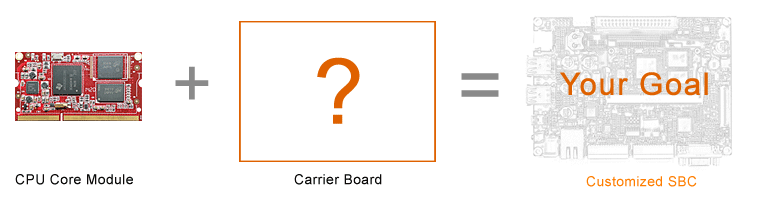 +
?
=
Your Goal
CPU Core Module
Carrier Board
Customized SBC